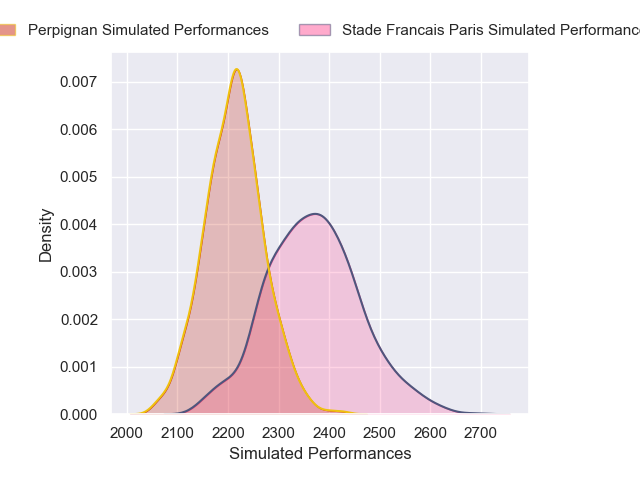 Perpignan Simulated Performances Stade Francais Paris Simulated Performance
0.007
0.006
0.005
0.004
0.003
0.002
0.001
0.000
Density
2000 2100 2200 2300 2400 2500 2600 2700
Simulated Performances